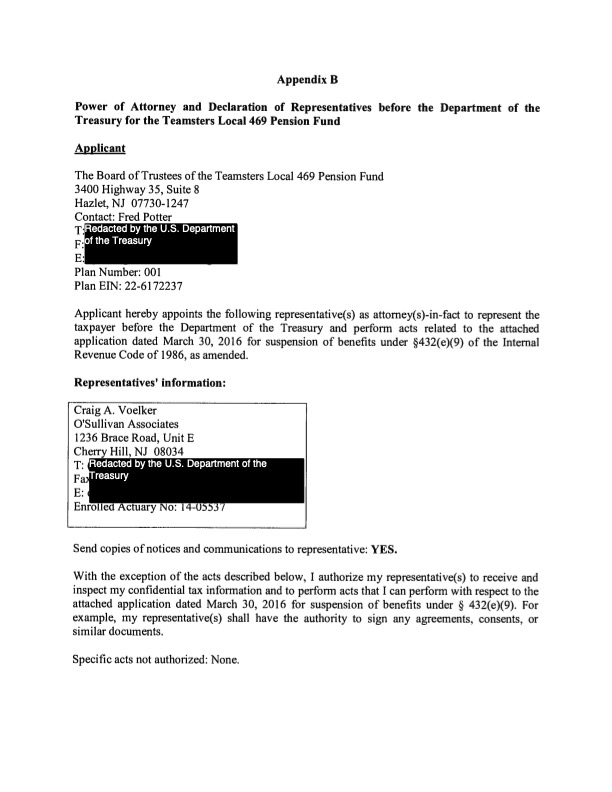 Appendix B
Power of Attorney and Declaration of Representatives before the Department of the
Treasury for the Teamsters Local 469 Pension Fund
Applicant
The Board of Trustees of the Teamsters Local 469 Pension Fund
3400 Highway 35, Suite 8
Hazlet, NJ 07730-1247
Contact: Fred Potter
T: Redacted by the U.S. Department
F: of the Treasury
E:
Plan Number: 001
Plan EIN: 22-6172237
Applicant hereby appoints the following representative(s) as attorney(s)-in-fact to represent the
taxpayer before the Department of the Treasury and perform acts related to the attached
application dated March 30, 2016 for suspension of benefits under §432(e)(9) of the Internal
Revenue Code of 1986, as amended.
Representatives' information:
Craig A. Voelker
O'Sullivan Associates
1236 Brace Road, Unit E
Cherry Hill, NJ 08034
T: Redacted by the U.S. Department of the
Fax Treasury
E:
Enrolled Actuary No: 14-05537
Send copies of notices and communications to representative: YES.
With the exception of the acts described below, I authorize my representative(s) to receive and
inspect my confidential tax information and to perform acts that I can perform with respect to the
attached application dated March 30, 2016 for suspension of benefits under § 432(e)(9). For
example, my representative(s) shall have the authority to sign any agreements, consents, or
similar documents.
Specific acts not authorized: None.